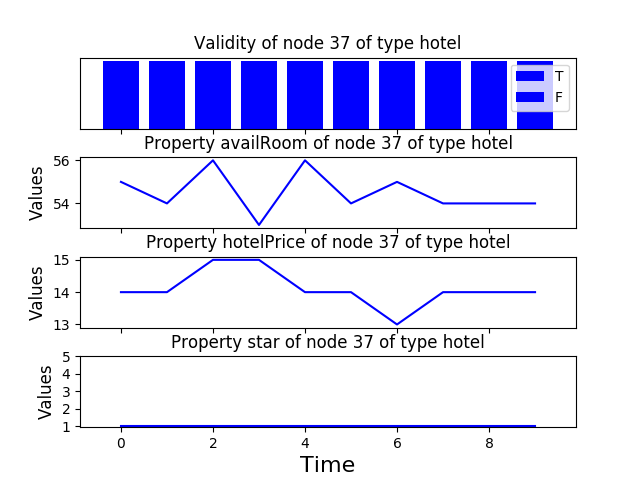 Validity of node 37 of type hotel
T
F
Property availRoom of node 37 of type hotel
56
54
Values
Property hotelPrice of node 37 of type hotel
15
14
13
Values
Property star of node 37 of type hotel
5
4
3
2
1
Values
0 2 4 6 8
Time